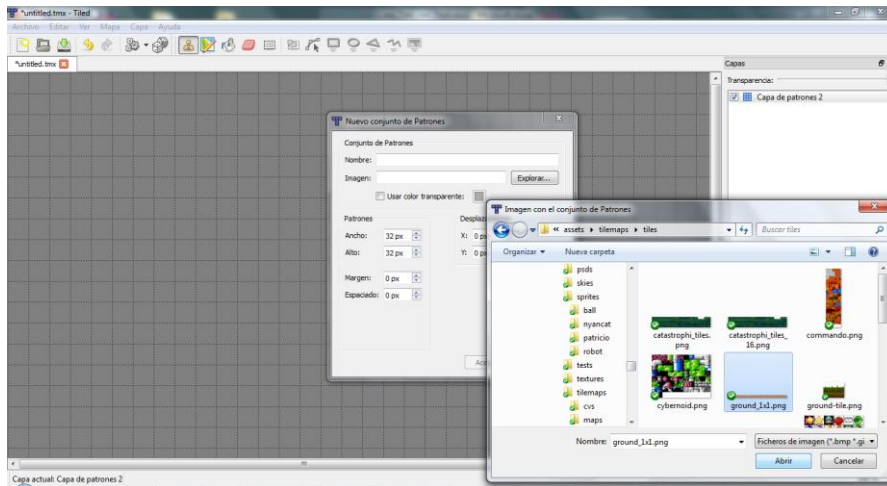 *untitled.tmx - Tiled
Archivo Editar Ver Mapa Capa Ayuda
*untitled.tmx
Capas
Transparencia:
Capa de patrones 2
Nuevo conjunto de Patrones
Conjunto de Patrones
Nombre:
Imagen:
Explorar...
Usar color transparente:
Patrones
Ancho: 32 px
X: 0
Alto: 32 px
Y: 0
Margen: 0 px
Espaciado: 0 px
Imagen con el conjunto de Patrones
« assets tilemaps tiles
Buscar tiles
Organizar Nueva carpeta
psds
skies
sprites
ball
nyancat
patricio
robot
tests
textures
tilemaps
cvs
maps
catastrophi_tiles.png
catastrophi_tiles_16.png
commando.png
cybernoid.png
ground_1x1.png
ground-tile.png
Nombre: ground_1x1.png
Ficheros de imagen (*.bmp *.gi
Abrir
Cancelar
Capa actual: Capa de patrones 2